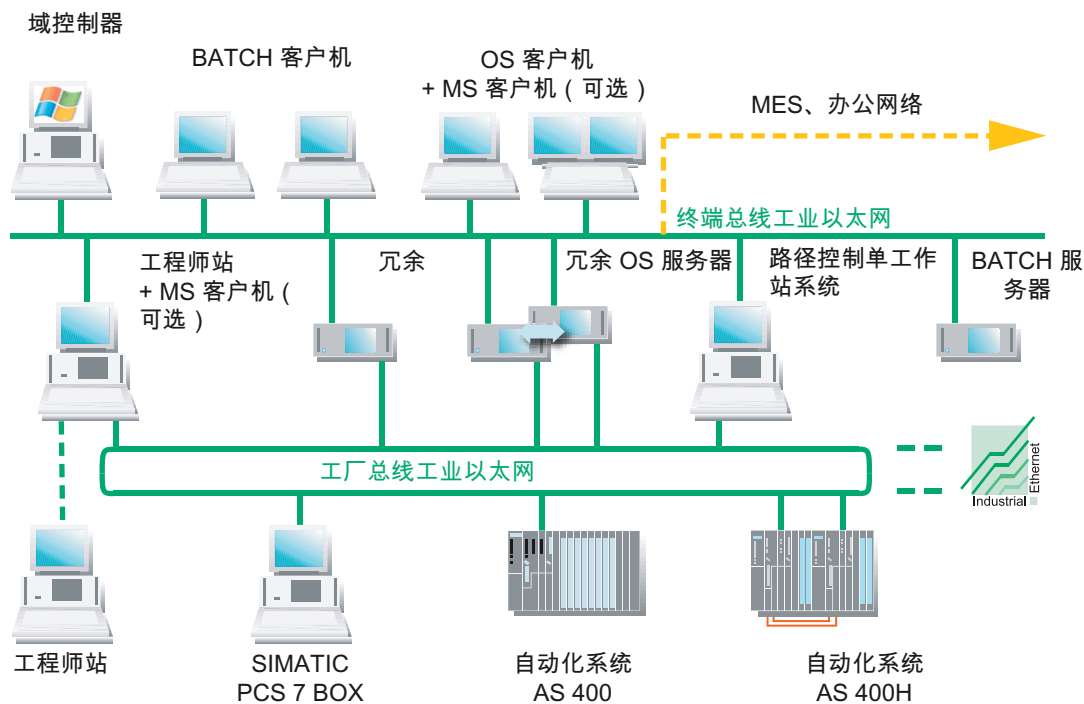 域控制器
BATCH 客户机
OS 客户机
+ MS 客户机（可选）
MES、办公网络
终端总线工业以太网
工程师站
+ MS 客户机（
可选）
冗余
冗余 OS 服务器
路径控制单工作
站系统
BATCH 服
务器
工厂总线工业以太网
Industrial
Ethernet
工程师站
SIMATIC
PCS 7 BOX
自动化系统
AS 400
自动化系统
AS 400H